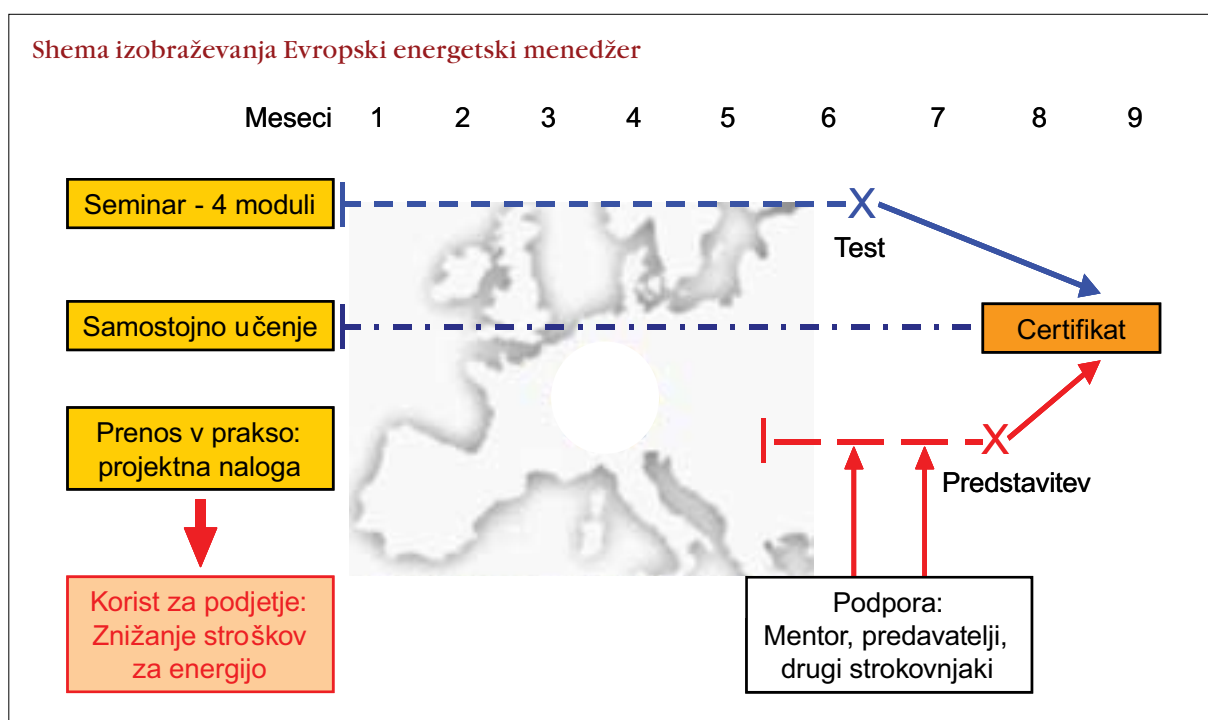 Shema izobraževanja Evropski energetski menedžer
Meseci 1 2 3 4 5 6 7 8 9
Seminar - 4 moduli
Test
Samostojno učenje
Certifikat
Prenos v prakso:
projektna naloga
Predstavitev
Korist za podjetje:
Znižanje stroškov
za energijo
Podpora:
Mentor, predavatelji,
drugi strokovnjaki